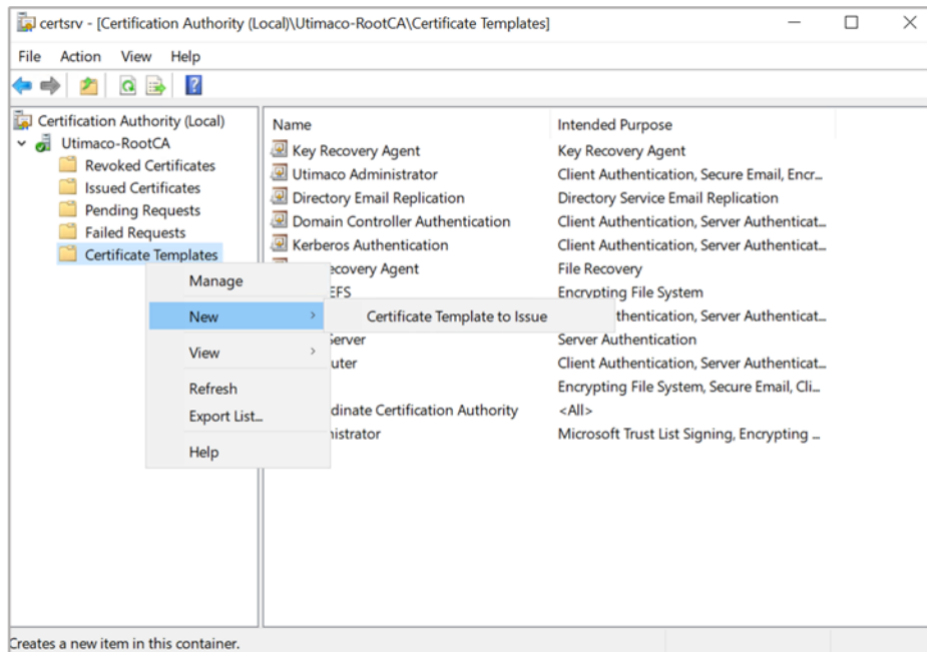 certsrv - [Certification Authority (Local)\Utimaco-RootCA\Certificate Templates]
File Action View Help
Certification Authority (Local)
Utimaco-RootCA
Revoked Certificates
Issued Certificates
Pending Requests
Failed Requests
Certificate Templates
Manage
New
Certificate Template to Issue
View
Refresh
Export List...
Help
Name Intended Purpose
Key Recovery Agent Key Recovery Agent
Utimaco Administrator Client Authentication, Secure Email, Encr...
Directory Email Replication Directory Service Email Replication
Domain Controller Authentication Client Authentication, Server Authenticat...
Kerberos Authentication Client Authentication, Server Authenticat...
ecovery Agent File Recovery
EFS Encrypting File System
thentication, Server Authenticat...
Server Server Authentication
uter Client Authentication, Server Authenticat...
Encrypting File System, Secure Email, Cli...
dinate Certification Authority <All>
istrator Microsoft Trust List Signing, Encrypting ...
Creates a new item in this container.